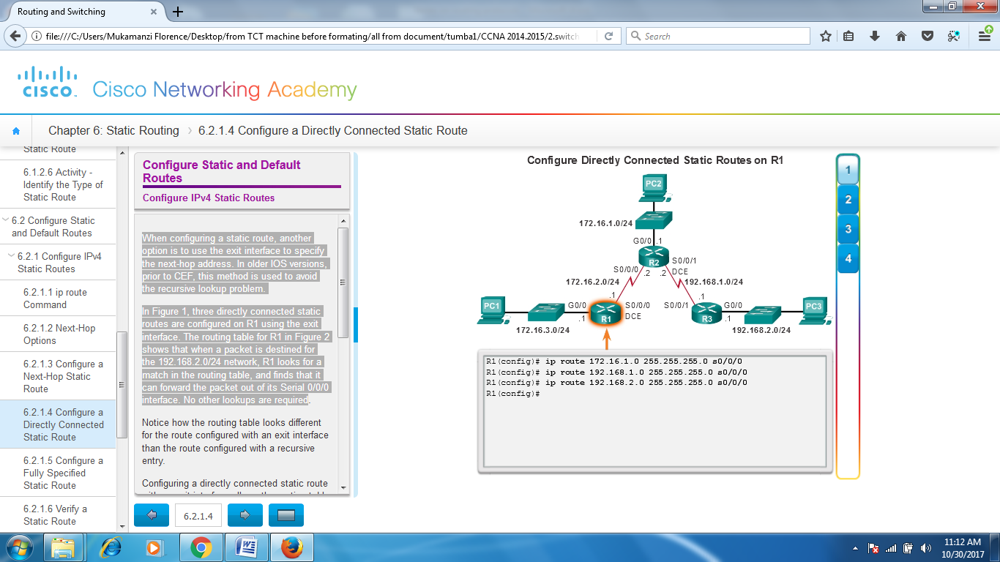 Routing and Switching
file:///C:/Users/Mukamanzi Florence/Desktop/from TCT machine before formating/all from document/tumba1/CCNA 2014.2015/2.switch
Search
cisco.
Cisco Networking Academy
Chapter 6: Static Routing
6.2.1.4 Configure a Directly Connected Static Route
Static Route
6.1.2.6 Activity -
Identify the Type of
Static Route
6.2 Configure Static
and Default Routes
6.2.1 Configure IPv4
Static Routes
6.2.1.1 ip route
Command
6.2.1.2 Next-Hop
Options
6.2.1.3 Configure a
Next-Hop Static
Route
6.2.1.4 Configure a
Directly Connected
Static Route
6.2.1.5 Configure a
Fully Specified
Static Route
6.2.1.6 Verify a
Static Route
Configure Static and Default
Routes
Configure IPv4 Static Routes
When configuring a static route, another
option is to use the exit interface to specify
the next-hop address. In older IOS versions,
prior to CEF, this method is used to avoid
the recursive lookup problem.
In Figure 1, three directly connected static
routes are configured on R1 using the exit
interface. The routing table for R1 in Figure 2
shows that when a packet is destined for
the 192.168.2.0/24 network, R1 looks for a
match in the routing table, and finds that it
can forward the packet out of its Serial 0/0/0
interface. No other lookups are required.
Notice how the routing table looks different
for the route configured with an exit interface
than the route configured with a recursive
entry.
Configuring a directly connected static route
6.2.1.4
Configure Directly Connected Static Routes on R1
PC2
172.16.1.0/24
G0/0 .1
R2
S0/0/1
S0/0/0
.2 .2 DCE
172.16.2.0/24
192.168.1.0/24
.1
.1
PC1
G0/0
S0/0/0
S0/0/1
G0/0
PC3
.1
R1
DCE
R3
.1
172.16.3.0/24
192.168.2.0/24
R1(config)# ip route 172.16.1.0 255.255.255.0 s0/0/0
R1(config)# ip route 192.168.1.0 255.255.255.0 s0/0/0
R1(config)# ip route 192.168.2.0 255.255.255.0 s0/0/0
R1(config)#
1
2
3
4
11:12 AM
10/30/2017